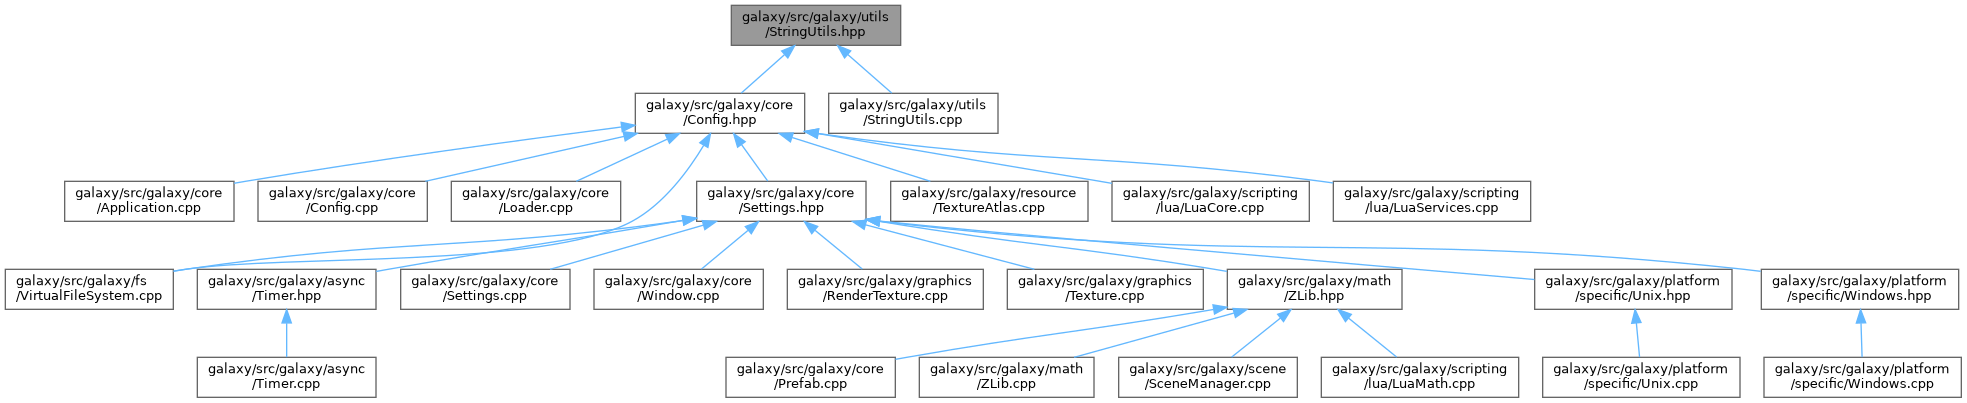 galaxy/src/galaxy/utils
/StringUtils.hpp
galaxy/src/galaxy/core
/Config.hpp
galaxy/src/galaxy/utils
/StringUtils.cpp
galaxy/src/galaxy/core
/Application.cpp
galaxy/src/galaxy/core
/Config.cpp
galaxy/src/galaxy/core
/Loader.cpp
galaxy/src/galaxy/core
/Settings.hpp
galaxy/src/galaxy/resource
/TextureAtlas.cpp
galaxy/src/galaxy/scripting
/lua/LuaCore.cpp
galaxy/src/galaxy/scripting
/lua/LuaServices.cpp
galaxy/src/galaxy/fs
/VirtualFileSystem.cpp
galaxy/src/galaxy/async
/Timer.hpp
galaxy/src/galaxy/core
/Settings.cpp
galaxy/src/galaxy/core
/Window.cpp
galaxy/src/galaxy/graphics
/RenderTexture.cpp
galaxy/src/galaxy/graphics
/Texture.cpp
galaxy/src/galaxy/math
/ZLib.hpp
galaxy/src/galaxy/platform
/specific/Unix.hpp
galaxy/src/galaxy/platform
/specific/Windows.hpp
galaxy/src/galaxy/async
/Timer.cpp
galaxy/src/galaxy/core
/Prefab.cpp
galaxy/src/galaxy/math
/ZLib.cpp
galaxy/src/galaxy/scene
/SceneManager.cpp
galaxy/src/galaxy/scripting
/lua/LuaMath.cpp
galaxy/src/galaxy/platform
/specific/Unix.cpp
galaxy/src/galaxy/platform
/specific/Windows.cpp